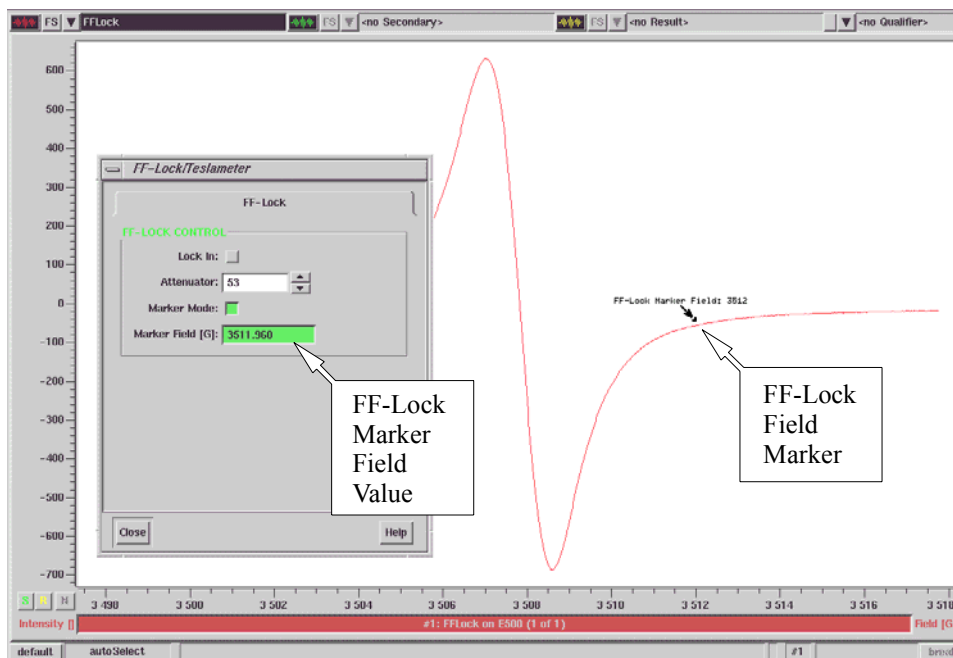 FS FFLock FS <no Secondary> FS <no Result> <no Qualifier>
600
500
400
300
200
100
0
-100
-200
-300
-400
-500
-600
-700
FF-Lock/Teslameter
FF-Lock
FF-LOCK CONTROL
Lock In:
Attenuator: 53
Marker Mode:
Marker Field [G]: 3511.960
Close Help
FF-Lock
Marker
Field
Value
FF-Lock Marker Field: 3512
FF-Lock
Field
Marker
S R N
3 490 3 500 3 502 3 504 3 506 3 508 3 510 3 512 3 514 3 516 3 518
Intensity [] #1: FFLock on E500 (1 of 1) Field [G
default autoSelect #1